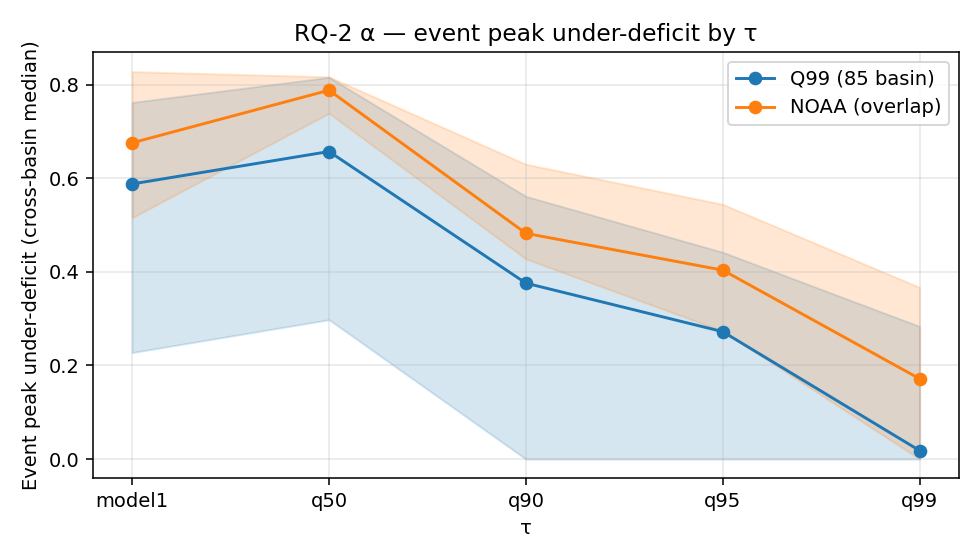 RQ-2 α — event peak under-deficit by τ
Event peak under-deficit (cross-basin median)
0.8
0.6
0.4
0.2
0.0
Q99 (85 basin)
NOAA (overlap)
model1 q50 q90 q95 q99
τ